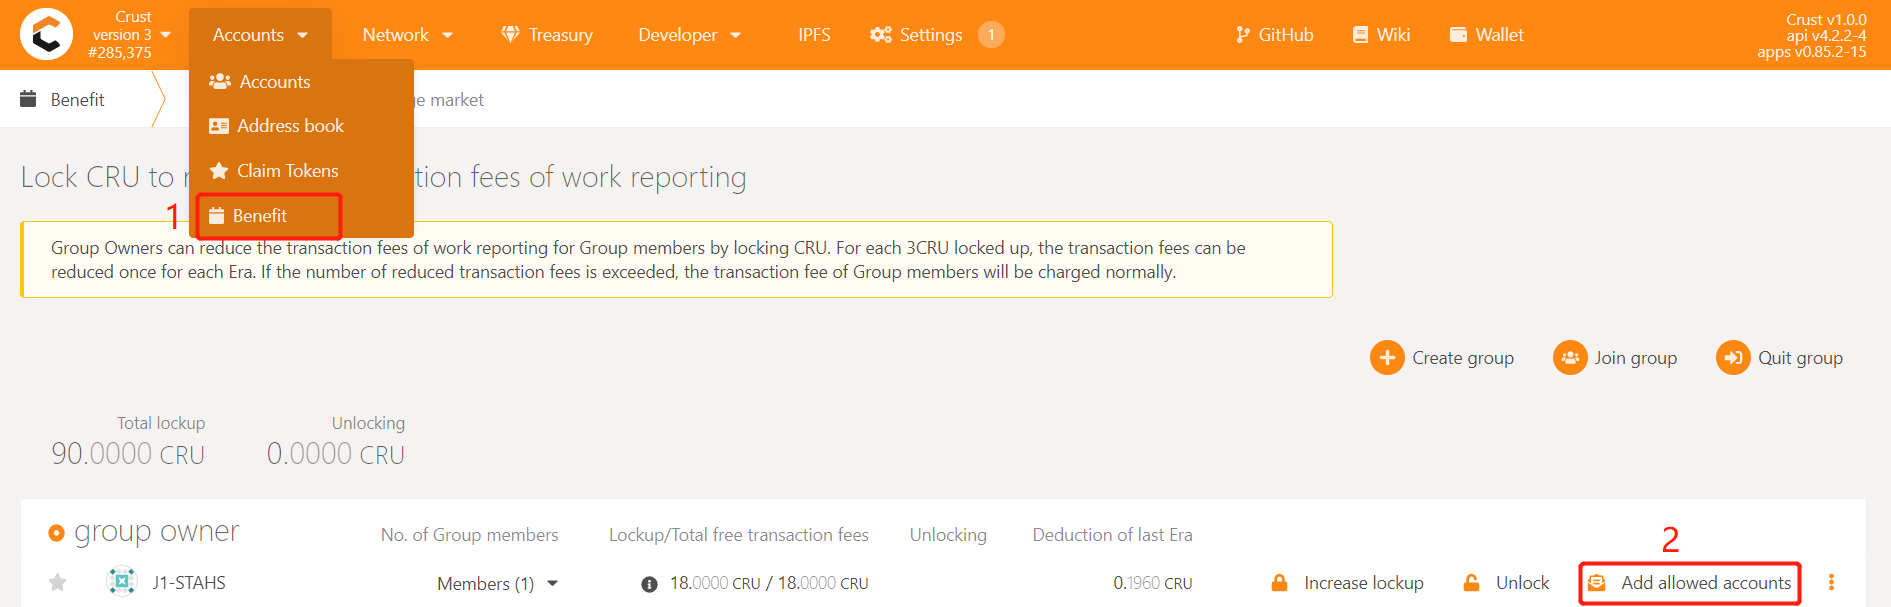 Crust
version 3
#285,375
Accounts
Network
Treasury
Developer
IPFS
Settings
1
GitHub
Wiki
Wallet
Crust v1.0.0
api v4.2.2-4
apps v0.85.2-15
Accounts
Address book
Claim Tokens
1
Benefit
Benefit
market
Lock CRU to
fees of work reporting
Group Owners can reduce the transaction fees of work reporting for Group members by locking CRU. For each 3CRU locked up, the transaction fees can be
reduced once for each Era. If the number of reduced transaction fees is exceeded, the transaction fee of Group members will be charged normally.
Create group
Join group
Quit group
Total lockup
90.0000 CRU
Unlocking
0.0000 CRU
group owner
No. of Group members
Lockup/Total free transaction fees
Unlocking
Deduction of last Era
2
J1-STAHS
Members (1)
18.0000 CRU / 18.0000 CRU
0.1960 CRU
Increase lockup
Unlock
Add allowed accounts